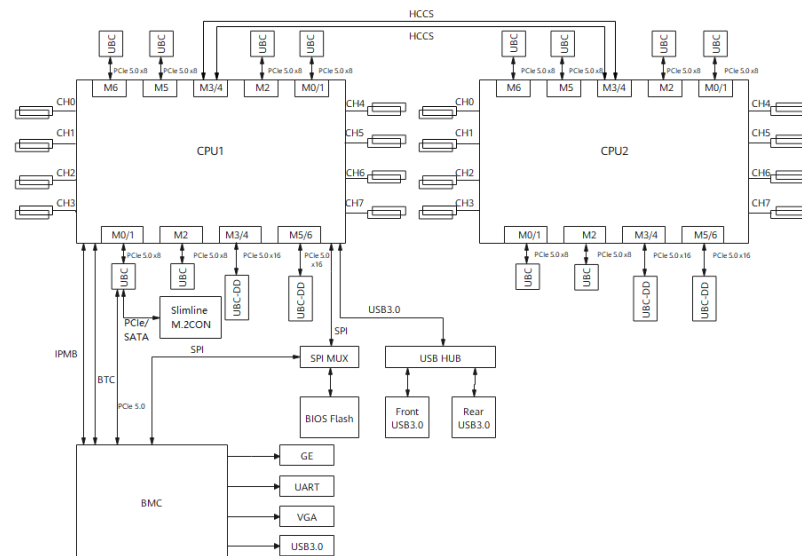 HCCS
HCCS
UBC
UBC
UBC
UBC
UBC
UBC
UBC
UBC
PCIe 5.0 x8
PCIe 5.0 x8
PCIe 5.0 x8
PCIe 5.0 x8
PCIe 5.0 x8
PCIe 5.0 x8
PCIe 5.0 x8
PCIe 5.0 x8
M6
M5
M3/4
M2
M0/1
M6
M5
M3/4
M2
M0/1
CH0
CH4
CH0
CH4
CH1
CH5
CH1
CH5
CPU1
CPU2
CH2
CH6
CH2
CH6
CH3
CH7
CH3
CH7
M0/1
M2
M3/4
M5/6
M0/1
M2
M3/4
M5/6
PCIe 5.0 x8
PCIe 5.0 x8
PCIe 5.0 x16
PCIe 5.0
x16
PCIe 5.0 x8
PCIe 5.0 x8
PCIe 5.0 x16
PCIe 5.0 x16
UBC
UBC
UBC-DD
UBC-DD
UBC
UBC
UBC-DD
UBC-DD
Slimline
M.2CON
PCIe/
SATA
USB3.0
SPI
IPMB
SPI
SPI MUX
USB HUB
BTC
PCIe 5.0
BIOS Flash
Front
USB3.0
Rear
USB3.0
BMC
GE
UART
VGA
USB3.0